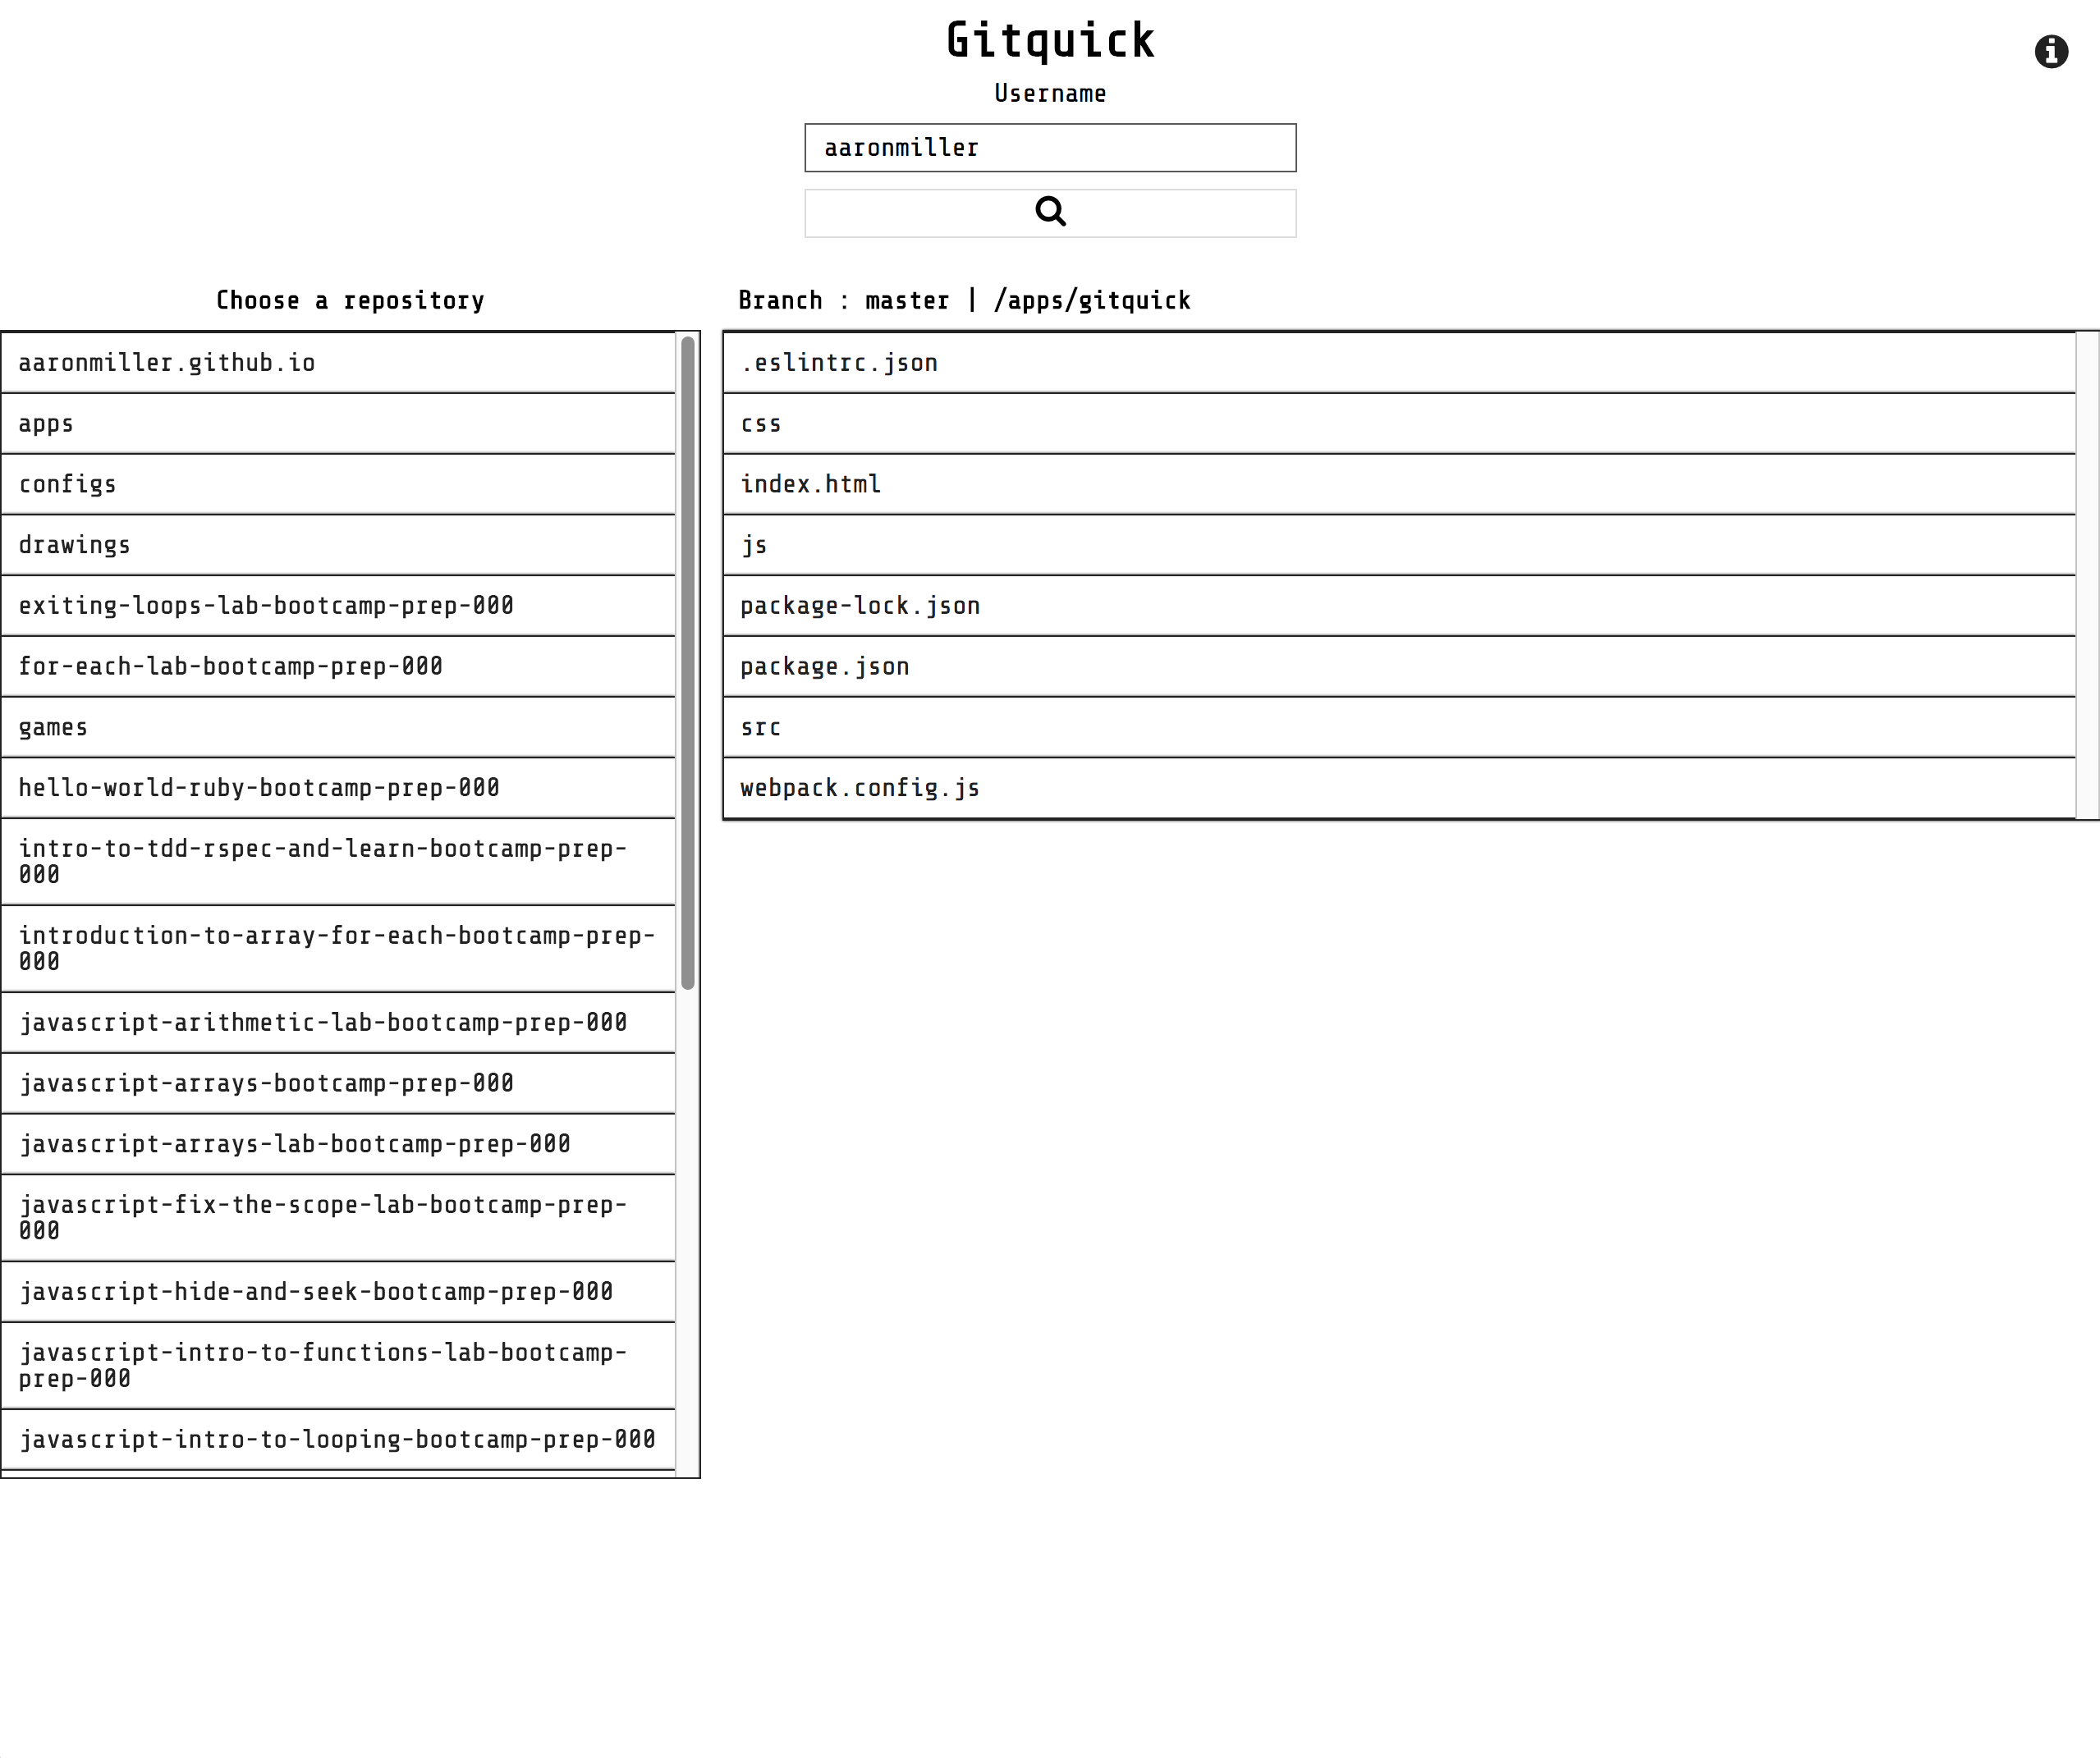 Gitquick
Username
aaronmiller
Choose a repository
aaronmiller.github.io
apps
configs
drawings
exiting-loops-lab-bootcamp-prep-000
for-each-lab-bootcamp-prep-000
games
hello-world-ruby-bootcamp-prep-000
intro-to-tdd-rspec-and-learn-bootcamp-prep-
000
introduction-to-array-for-each-bootcamp-prep-
000
javascript-arithmetic-lab-bootcamp-prep-000
javascript-arrays-bootcamp-prep-000
javascript-arrays-lab-bootcamp-prep-000
javascript-fix-the-scope-lab-bootcamp-prep-
000
javascript-hide-and-seek-bootcamp-prep-000
javascript-intro-to-functions-lab-bootcamp-
prep-000
javascript-intro-to-looping-bootcamp-prep-000
Branch : master | /apps/gitquick
.eslintrc.json
css
index.html
js
package-lock.json
package.json
src
webpack.config.js